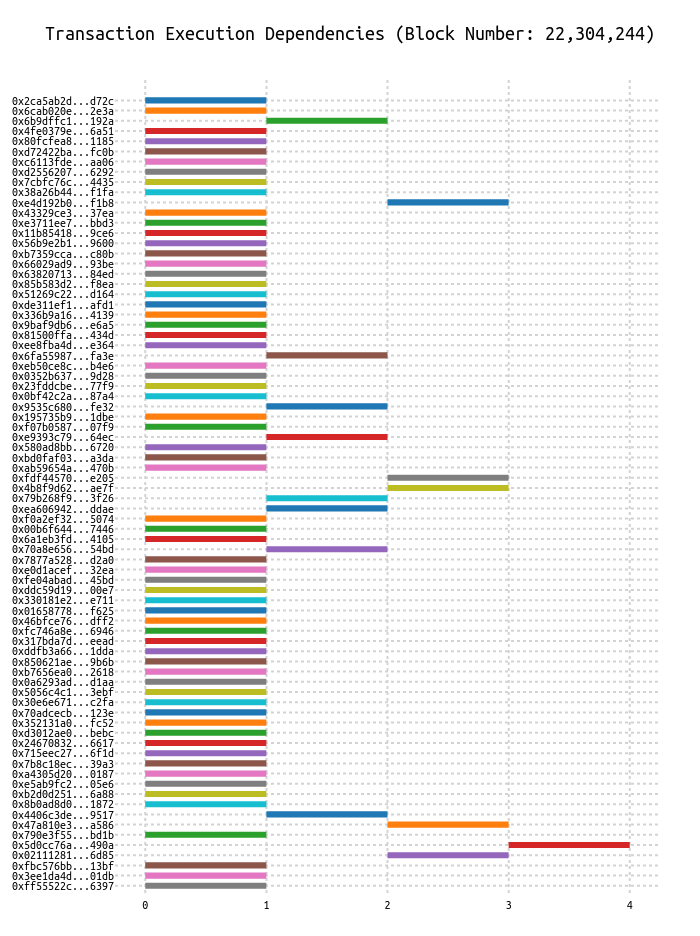 Transaction Execution Dependencies (Block Number: 22,304,244)
0x2ca5ab2d...d72c
0x6cab020e...2e3a
0x6b9dffc1...192a
0x4fe0379e...6a51
0x80fcfea8...1185
0xd72422ba...fc0b
0xc6113fde...aa06
0xd2556207...6292
0x7cbfc76c...4435
0x38a26b44...f1fa
0xe4d192b0...f1b8
0x43329ce3...37ea
0xe3711ee7...bbd3
0x11b85418...9ce6
0x56b9e2b1...9600
0xb7359cca...c80b
0x66029ad9...93be
0x63820713...84ed
0x85b583d2...f8ea
0x51269c22...d164
0xde311ef1...afd1
0x336b9a16...4139
0x9baf9db6...e6a5
0x81500ffa...434d
0xee8fba4d...e364
0x6fa55987...fa3e
0xeb50ce8c...b4e6
0x0352b637...9d28
0x23fddcbe...77f9
0x0bf42c2a...87a4
0x9535c680...fe32
0x195735b9...1dbe
0xf07b0587...07f9
0xe9393c79...64ec
0x580ad8bb...6720
0xbd0faf03...a3da
0xab59654a...470b
0xfdf44570...e205
0x4b8f9d62...ae7f
0x79b268f9...3f26
0xea606942...ddae
0xf0a2ef32...5074
0x00b6f644...7446
0x6a1eb3fd...4105
0x70a8e656...54bd
0x7877a528...d2a0
0xe0d1acef...32ea
0xfe04abad...45bd
0xddc59d19...00e7
0x330181e2...e711
0x01658778...f625
0x46bfce76...dff2
0xfc746a8e...6946
0x317bda7d...eead
0xddfb3a66...1dda
0x850621ae...9b6b
0xb7656ea0...2618
0x0a6293ad...d1aa
0x5056c4c1...3ebf
0x30e6e671...c2fa
0x70adcecb...123e
0x352131a0...fc52
0xd3012ae0...bebc
0x24670832...6617
0x715eec27...6f1d
0x7b8c18ec...39a3
0xa4305d20...0187
0xe5ab9fc2...05e6
0xb2d0d251...6a88
0x8b0ad8d0...1872
0x4406c3de...9517
0x47a810e3...a586
0x790e3f55...bd1b
0x5d0cc76a...490a
0x02111281...6d85
0xfbc576bb...13bf
0x3ee1da4d...01db
0xff55522c...6397
0 1 2 3 4